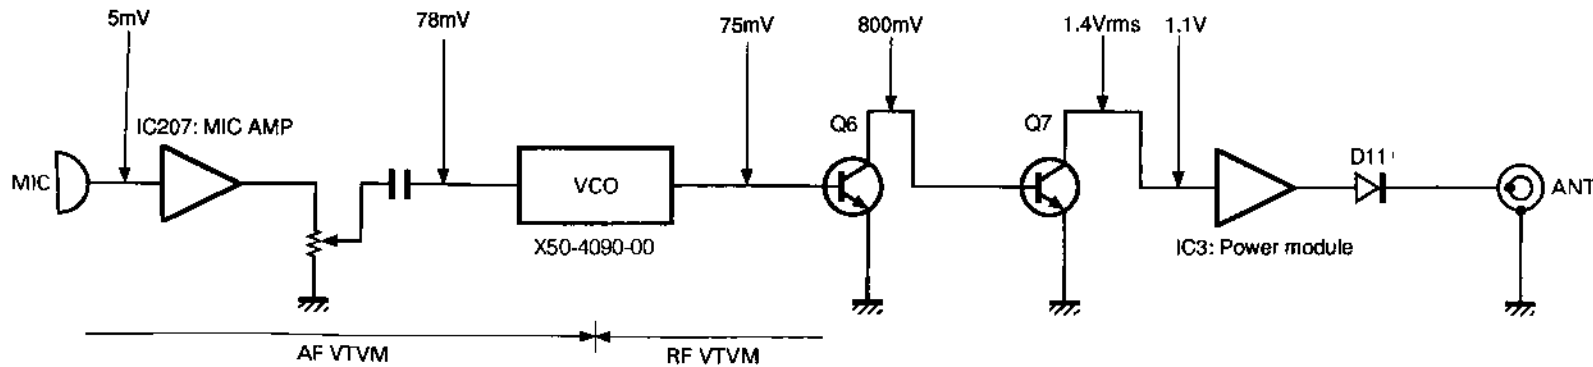 5mV
78mV
75mV
800mV
1.4Vrms
1.1V
IC207: MIC AMP
Q6
Q7
D11
MIC
VCO
ANT
X50-4090-00
IC3: Power module
AF VTVM
RF VTVM